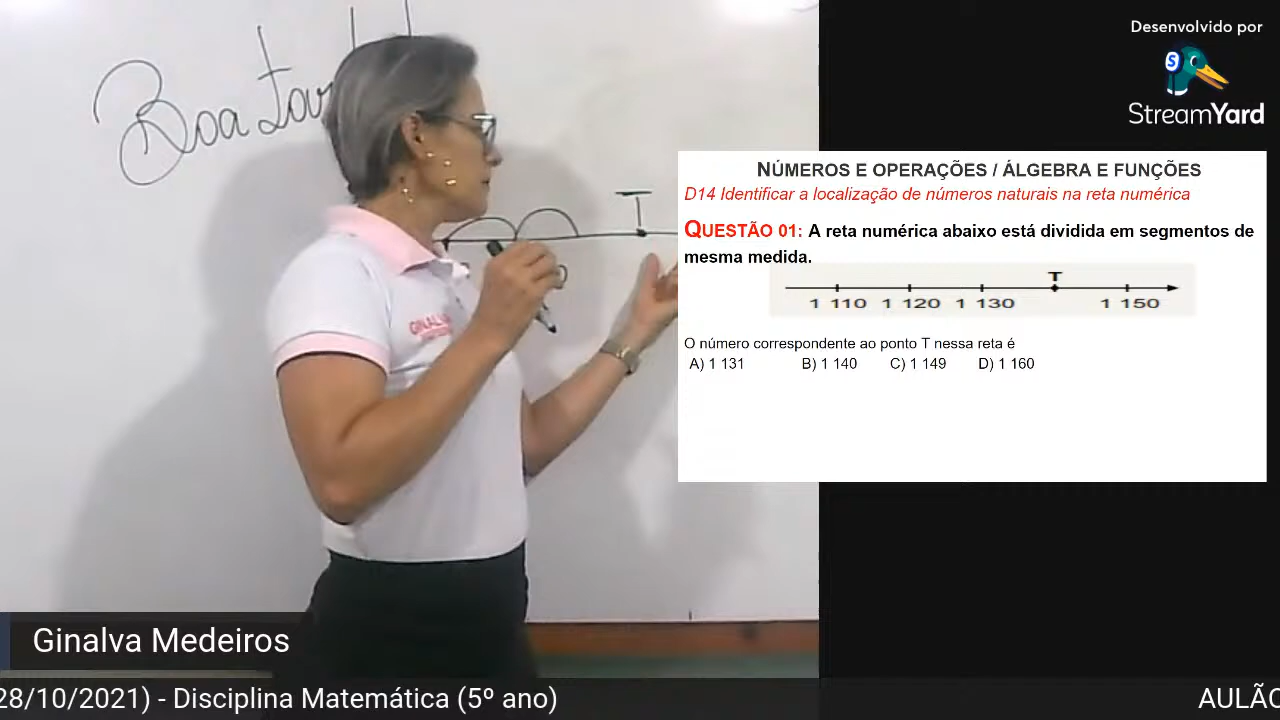 Boa
T
Desenvolvido por
StreamYard
NÚMEROS E OPERAÇÕES / ÁLGEBRA E FUNÇÕES
D14 Identificar a localização de números naturais na reta numérica
QUESTÃO 01: A reta numérica abaixo está dividida em segmentos de
mesma medida.
T
1 110 1 120 1 130 1 150
O número correspondente ao ponto T nessa reta é
A) 1 131 B) 1 140 C) 1 149 D) 1 160
GINALVA
Ginalva Medeiros
28/10/2021) - Disciplina Matemática (5º ano) AULÃO